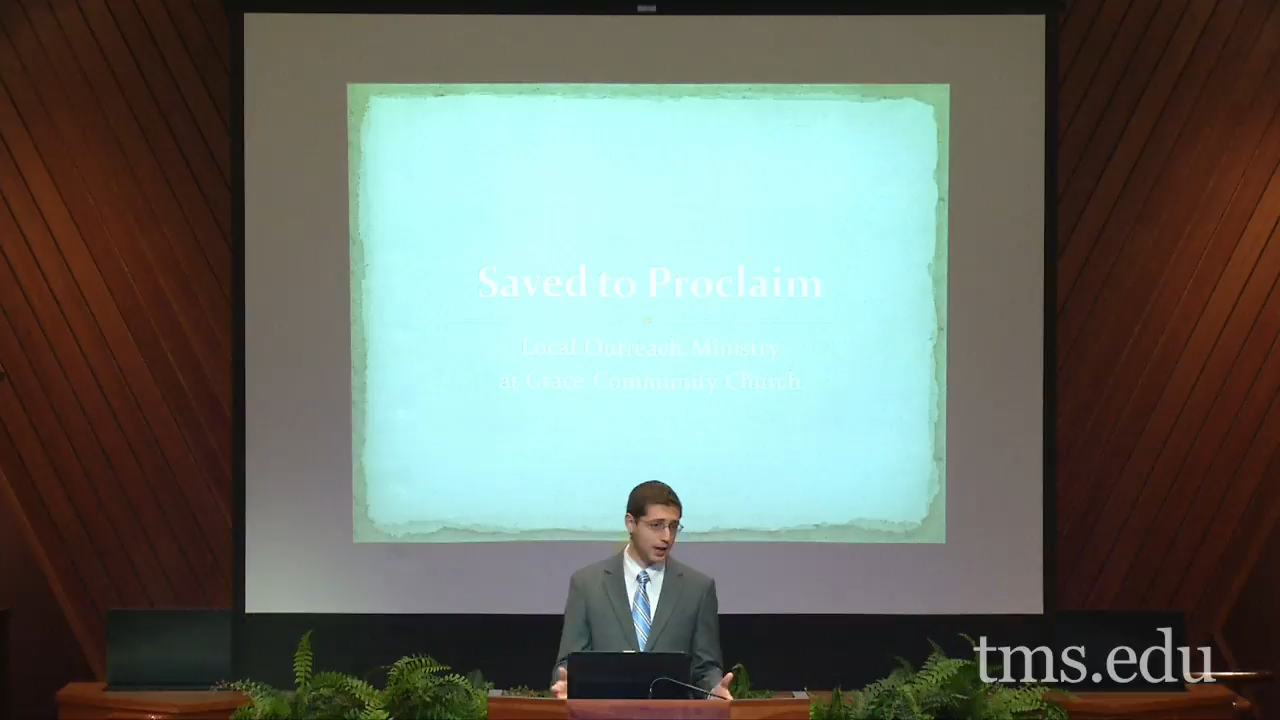 Saved to Proclaim
Local Outreach Ministry
at Grace Community Church
tms.edu